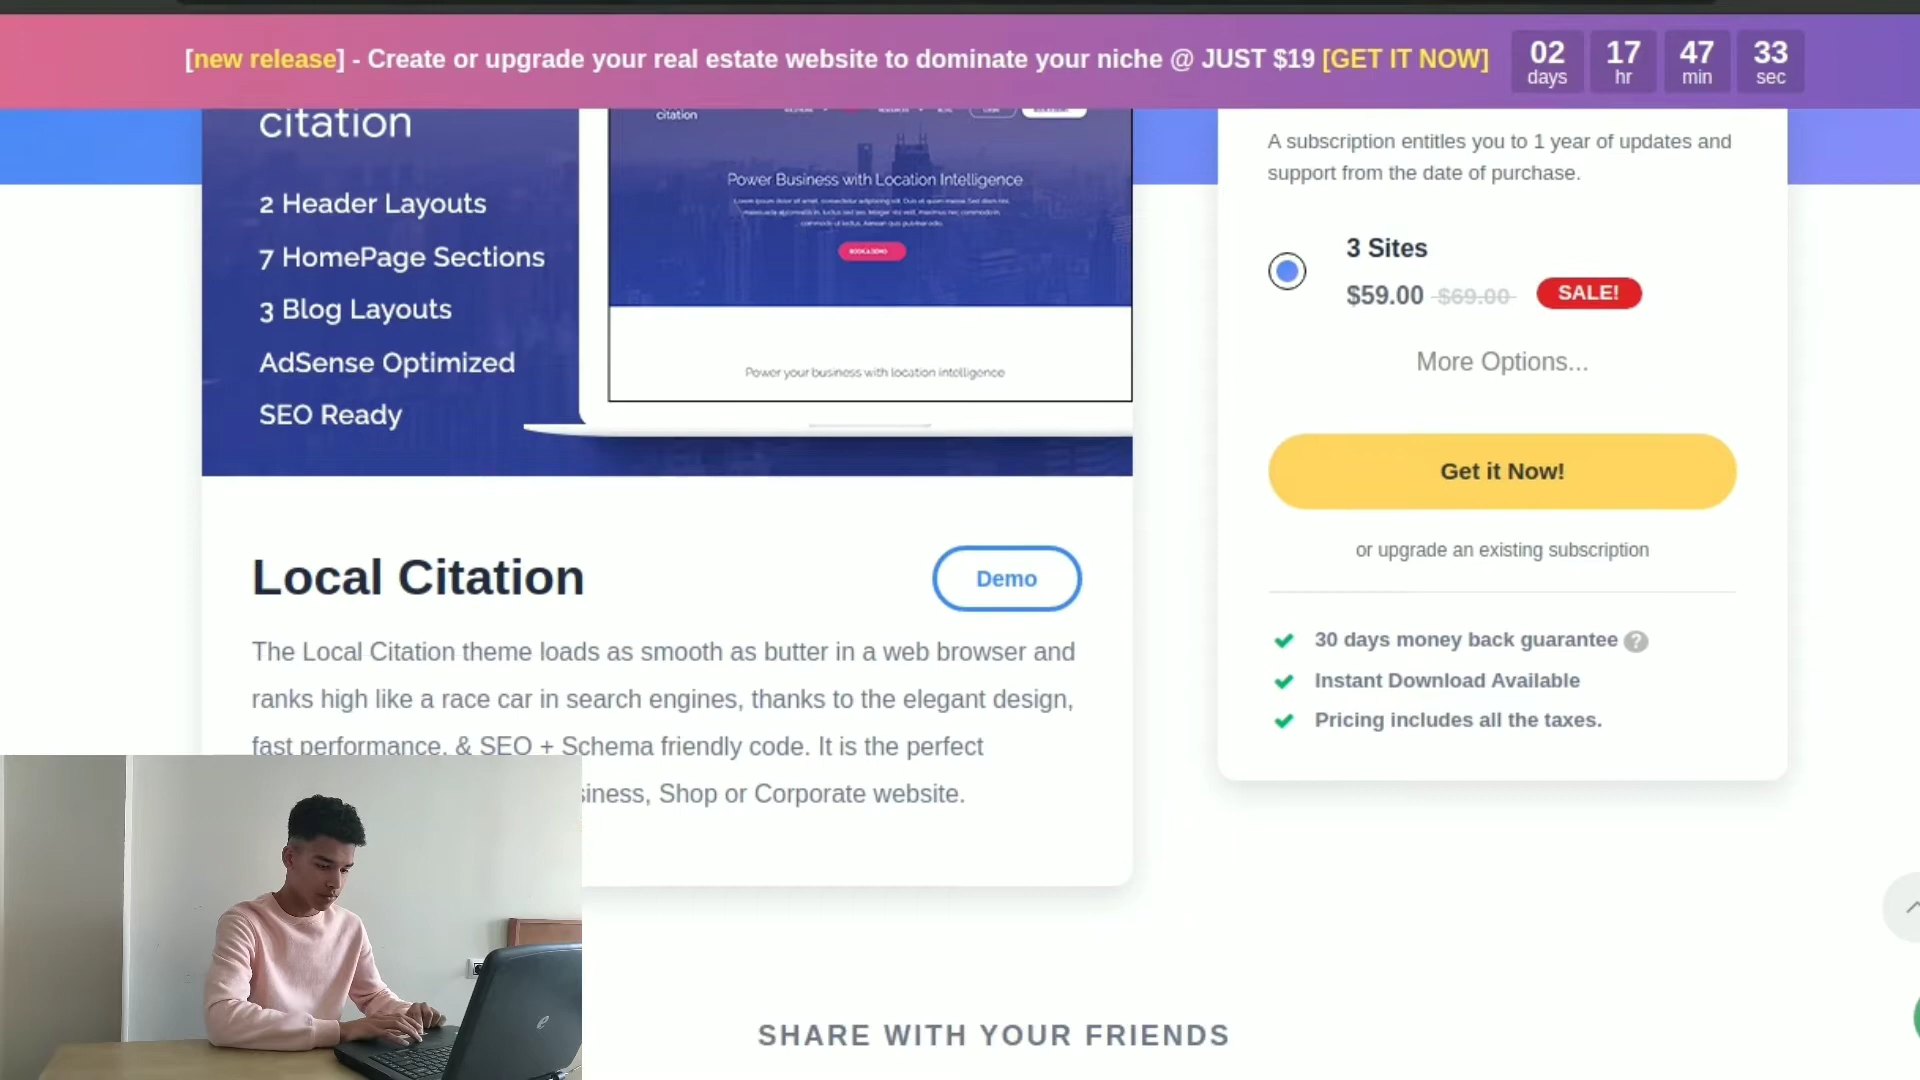 [new release] - Create or upgrade your real estate website to dominate your niche @ JUST $19 [GET IT NOW]
02 17 47 33
days hr min sec
citation
2 Header Layouts
7 HomePage Sections
3 Blog Layouts
AdSense Optimized
SEO Ready
citation
Power Business with Location Intelligence
BOOK A DEMO
Power your business with location intelligence
Local Citation
Demo
The Local Citation theme loads as smooth as butter in a web browser and
ranks high like a race car in search engines, thanks to the elegant design,
fast performance, & SEO + Schema friendly code. It is the perfect
Shop or Corporate website.
A subscription entitles you to 1 year of updates and
support from the date of purchase.
3 Sites
$59.00 $69.00 SALE!
More Options...
Get it Now!
or upgrade an existing subscription
30 days money back guarantee ?
Instant Download Available
Pricing includes all the taxes.
SHARE WITH YOUR FRIENDS